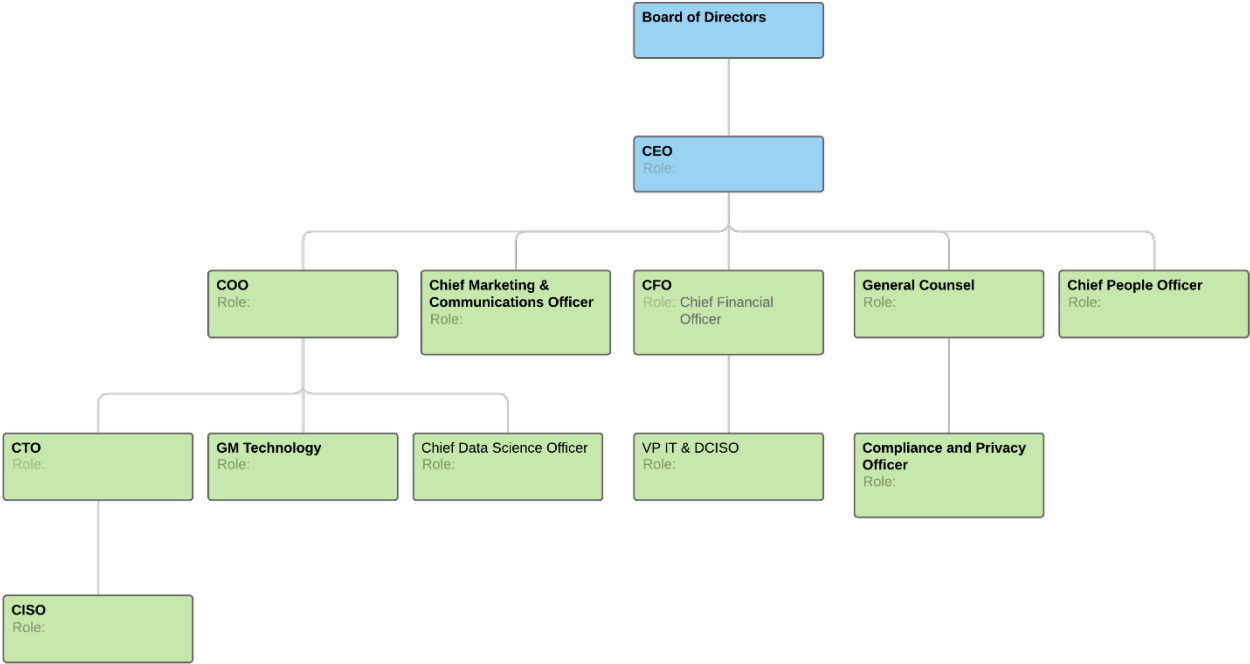 Board of Directors
CEO
Role:
COO
Role:
Chief Marketing &
Communications Officer
Role:
CFO
Role: Chief Financial
Officer
General Counsel
Role:
Chief People Officer
Role:
CTO
Role:
GM Technology
Role:
Chief Data Science Officer
Role:
VP IT & DCISO
Role:
Compliance and Privacy
Officer
Role:
CISO
Role: